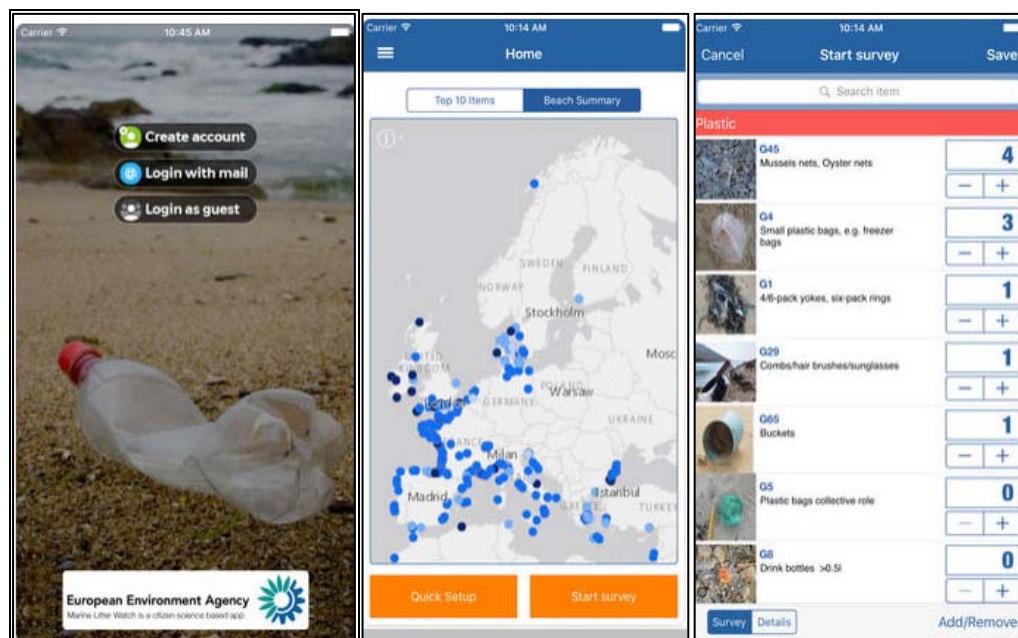 Carrier 10:45 AM
Create account
Login with mail
Login as guest
European Environment Agency
Marine Litter Watch is a citizen science based app
Carrier 10:14 AM
Home
Top 10 Items Beach Summary
SWEDEN
FINLAND
NORWAY
Stockholm
UNITED
KINGDOM
Mosc
POLAND
Warsaw
London
GERMANY
UKRAINE
FRANCE
Milan
Madrid
Istanbul
GREECE
TURKEY
Quick Setup Start survey
Carrier 10:14 AM
Cancel Start survey Save
Search item
Plastic
G45
Mussels nets, Oyster nets
4
− +
G4
Small plastic bags, e.g. freezer
bags
3
− +
G1
4/6-pack yokes, six-pack rings
1
− +
G29
Combs/hair brushes/sunglasses
1
− +
G65
Buckets
1
− +
G5
Plastic bags collective role
0
− +
G8
Drink bottles >0.5l
0
− +
Survey Details Add/Remove